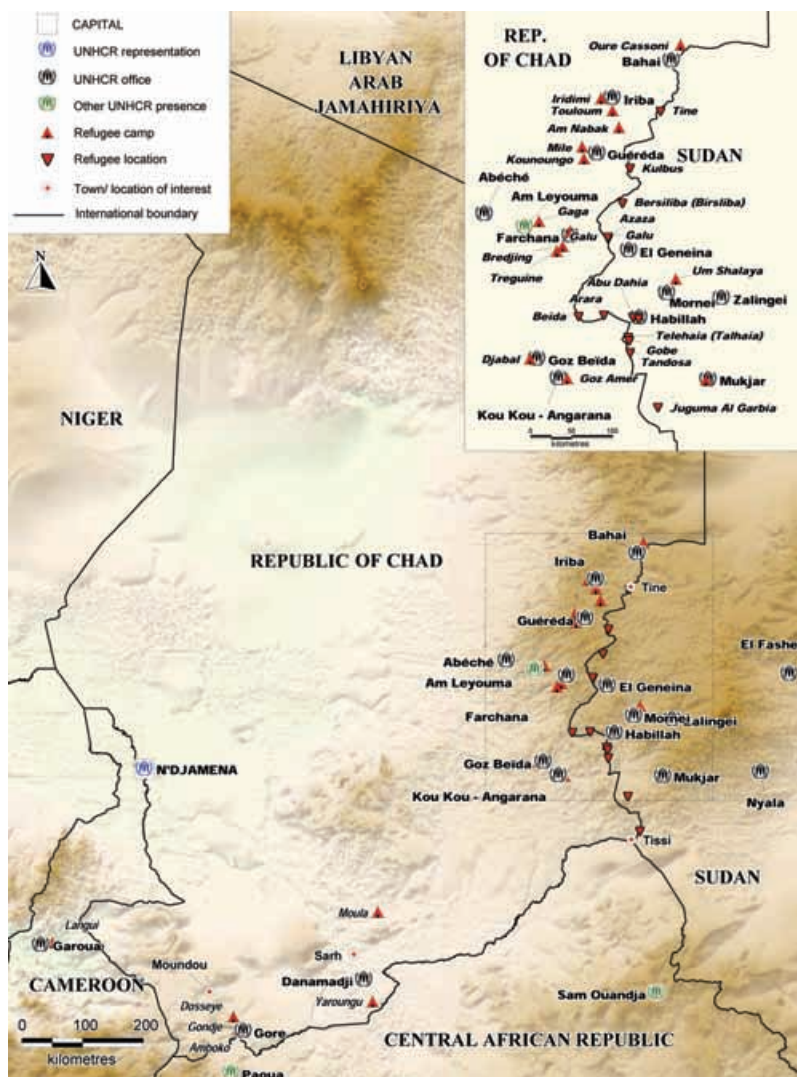 CAPITAL
UNHCR representation
UNHCR office
Other UNHCR presence
Refugee camp
Refugee location
Town/ location of interest
International boundary
N
LIBYAN
ARAB
JAMAHIRIYA
REP.
OF CHAD
Oure Cassoni
Bahai
Iridimi
Iriba
Touloum
Tine
Am Nabak
Mile
Guéréda
SUDAN
Kounoungo
Kulbus
Abéché
Am Leyouma
Bersiliba (Birsliba)
Gaga
Azaza
Farchana
Galu
Galu
Bredjing
El Geneina
Treguine
Abu Dahia
Um Shalaya
Arara
Mornei
Zalingei
Beida
Habillah
Telehaia (Talhaia)
Djabal
Goz Beïda
Gobe
Tandosa
Goz Amer
Mukjar
Kou Kou - Angarana
Juguma Al Garbia
0 50 100
kilometres
NIGER
REPUBLIC OF CHAD
Bahai
Iriba
Tine
Guéréda
El Fashe
Abéché
Am Leyouma
El Geneina
Farchana
Mornei
Zalingei
Habillah
Goz Beïda
N'DJAMENA
Mukjar
Kou Kou - Angarana
Nyala
Tissi
SUDAN
Moula
Langui
Garoua
Sarh
Moundou
CAMEROON
Danamadji
Sam Ouandja
Dosseye
Yaroungu
Gondje
Gore
Amboko
CENTRAL AFRICAN REPUBLIC
0 100 200
kilometres
Paoua